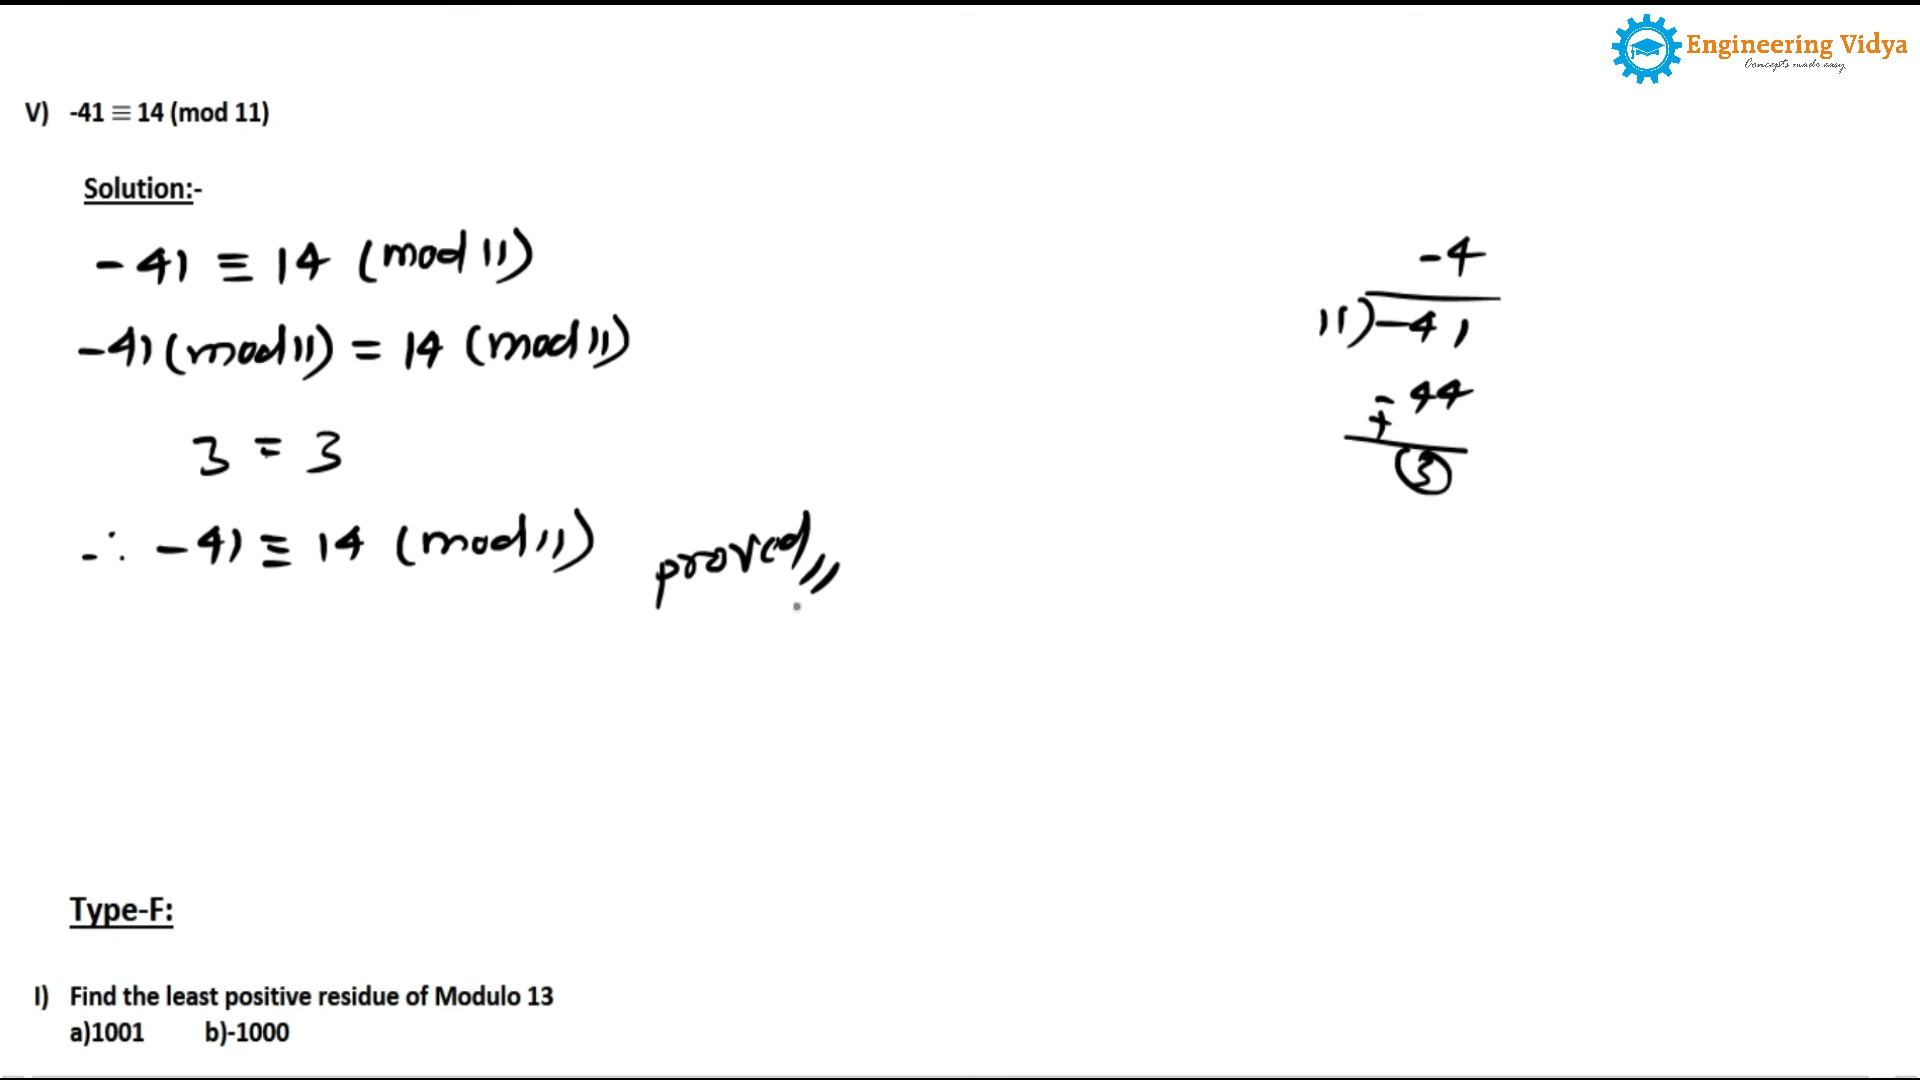 Engineering Vidya
Concepts made easy
V) -41 ≡ 14 (mod 11)
Solution:-
-41 ≡ 14 (mod 11)
-41 (mod 11) = 14 (mod 11)
3 = 3
∴ -41 ≡ 14 (mod 11) proved
-4
11) -41
- 44
+
3
Type-F:
I) Find the least positive residue of Modulo 13
a)1001 b)-1000